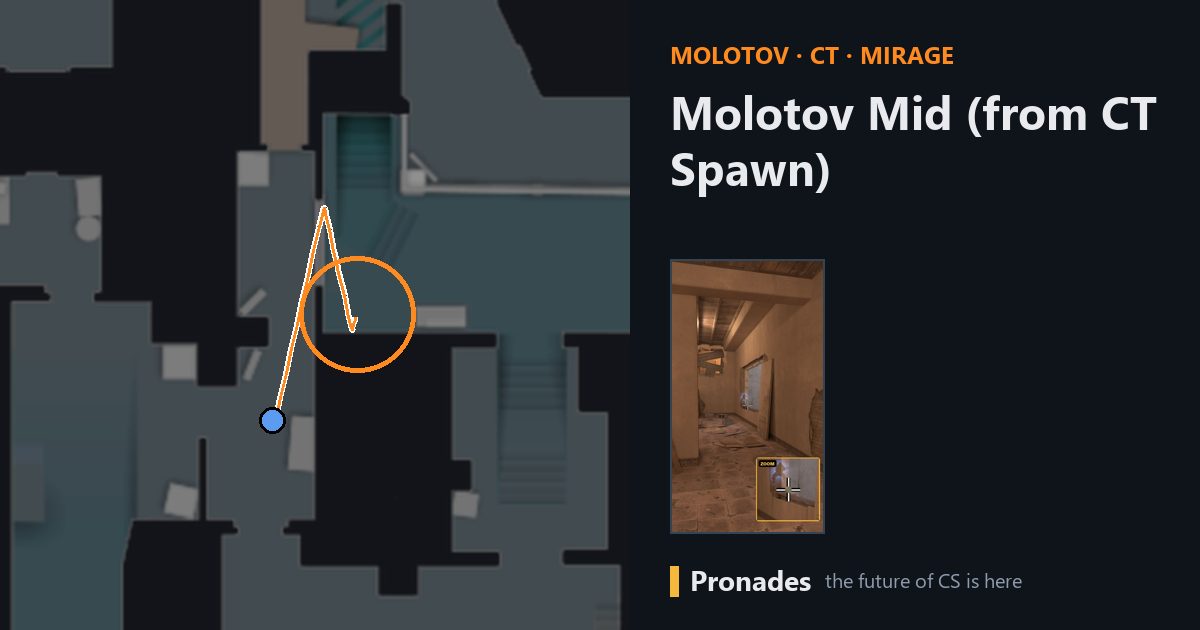 MOLOTOV · CT · MIRAGE
Molotov Mid (from CT
Spawn)
ZOOM
Pronades the future of CS is here